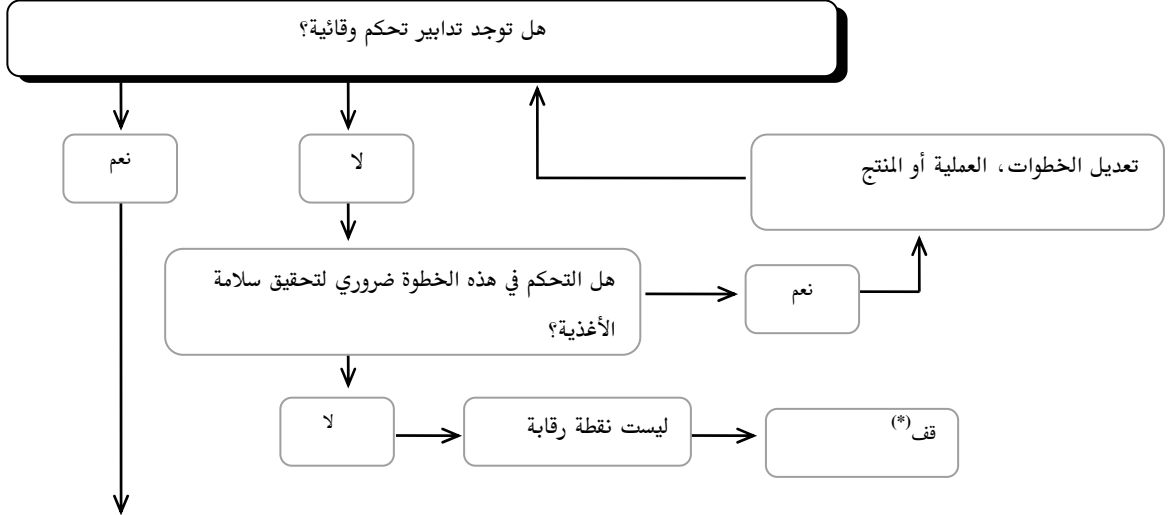 هل توجد تدابير تحكم وقائية؟
نعم
لا
تعديل الخطوات، العملية أو المنتج
هل التحكم في هذه الخطوة ضروري لتحقيق سلامة
الأغذية؟
نعم
لا
ليست نقطة رقابة
قف(*)